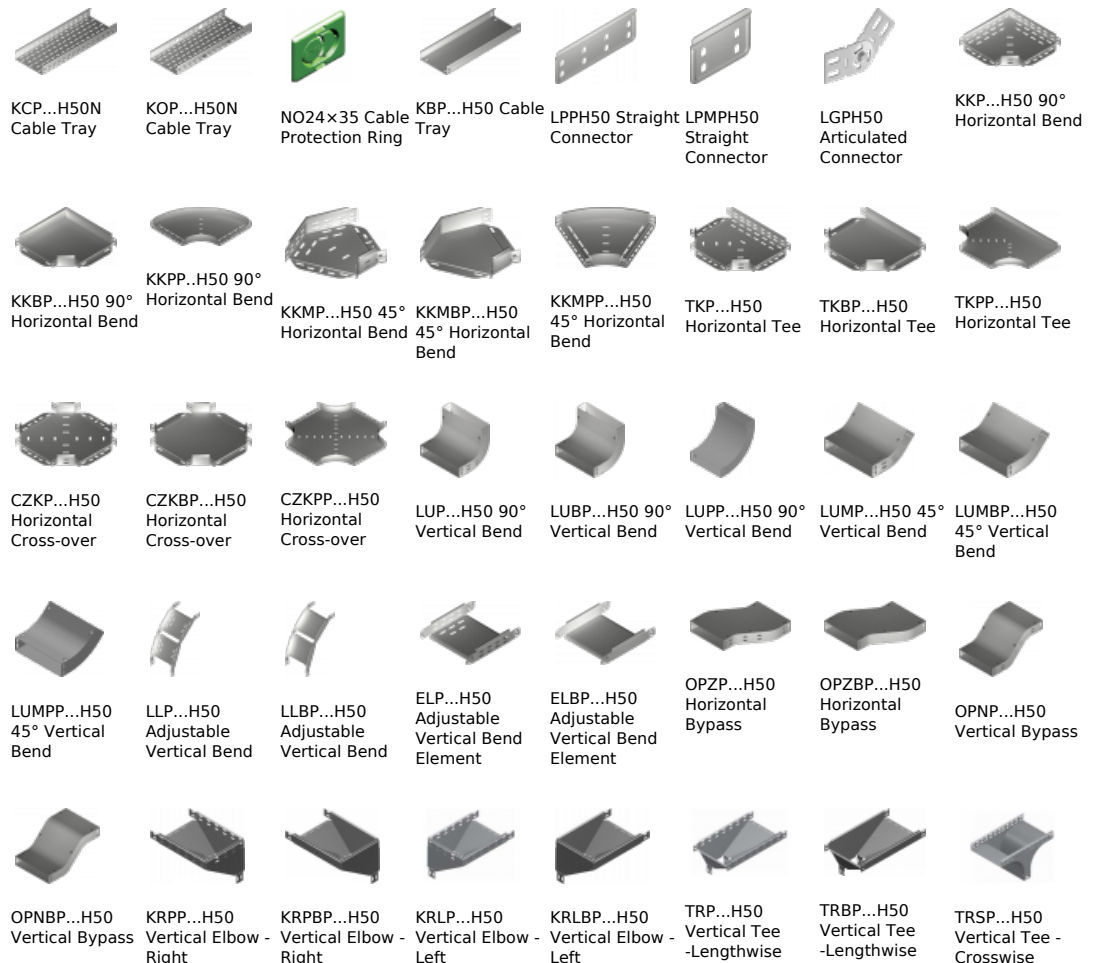 KCP...H50N
Cable Tray
KOP...H50N
Cable Tray
NO24×35 Cable
Protection Ring
KBP...H50 Cable
Tray
LPPH50 Straight
Connector
LPMPH50
Straight
Connector
LGPH50
Articulated
Connector
KKP...H50 90°
Horizontal Bend
KKBP...H50 90°
Horizontal Bend
KKPP..H50 90°
Horizontal Bend
KKMP...H50 45°
Horizontal Bend
KKMBP...H50
45° Horizontal
Bend
KKMPP...H50
45° Horizontal
Bend
TKP...H50
Horizontal Tee
TKBP...H50
Horizontal Tee
TKPP...H50
Horizontal Tee
CZKP...H50
Horizontal
Cross-over
CZKBP...H50
Horizontal
Cross-over
CZKPP...H50
Horizontal
Cross-over
LUP...H50 90°
Vertical Bend
LUBP...H50 90°
Vertical Bend
LUPP...H50 90°
Vertical Bend
LUMP...H50 45°
Vertical Bend
LUMBP...H50
45° Vertical
Bend
LUMPP...H50
45° Vertical
Bend
LLP...H50
Adjustable
Vertical Bend
LLBP...H50
Adjustable
Vertical Bend
ELP...H50
Adjustable
Vertical Bend
Element
ELBP...H50
Adjustable
Vertical Bend
Element
OPZP...H50
Horizontal
Bypass
OPZBP...H50
Horizontal
Bypass
OPNP...H50
Vertical Bypass
OPNBP...H50
Vertical Bypass
KRPP...H50
Vertical Elbow -
Right
KRPBP...H50
Vertical Elbow -
Right
KRLP...H50
Vertical Elbow -
Left
KRLBP...H50
Vertical Elbow -
Left
TRP...H50
Vertical Tee
-Lengthwise
TRBP...H50
Vertical Tee
-Lengthwise
TRSP...H50
Vertical Tee -
Crosswise